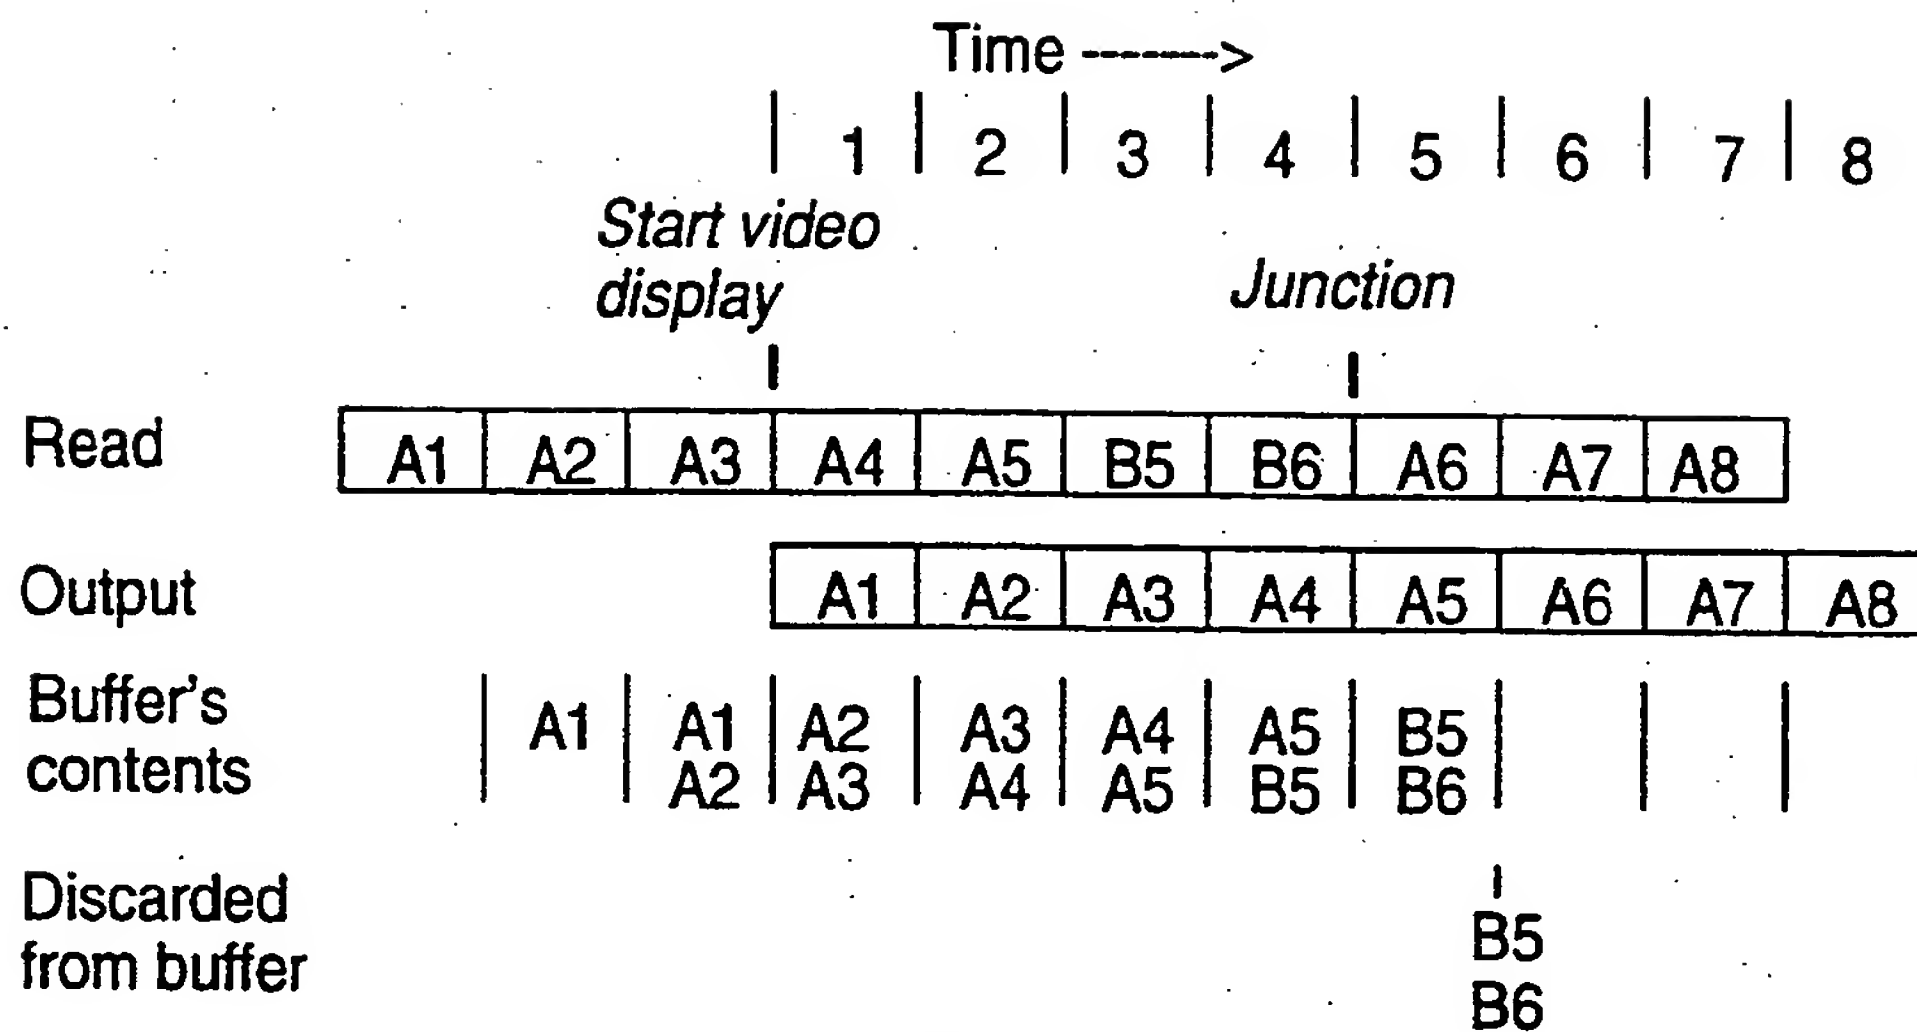 Time ------->
1 2 3 4 5 6 7 8
Start video
display
Junction
Read A1 A2 A3 A4 A5 B5 B6 A6 A7 A8
Output A1 A2 A3 A4 A5 A6 A7 A8
Buffer's
contents
A1 A1 A2 A3 A4 A5 B5
A2 A3 A4 A5 B5 B6
Discarded
from buffer
B5
B6